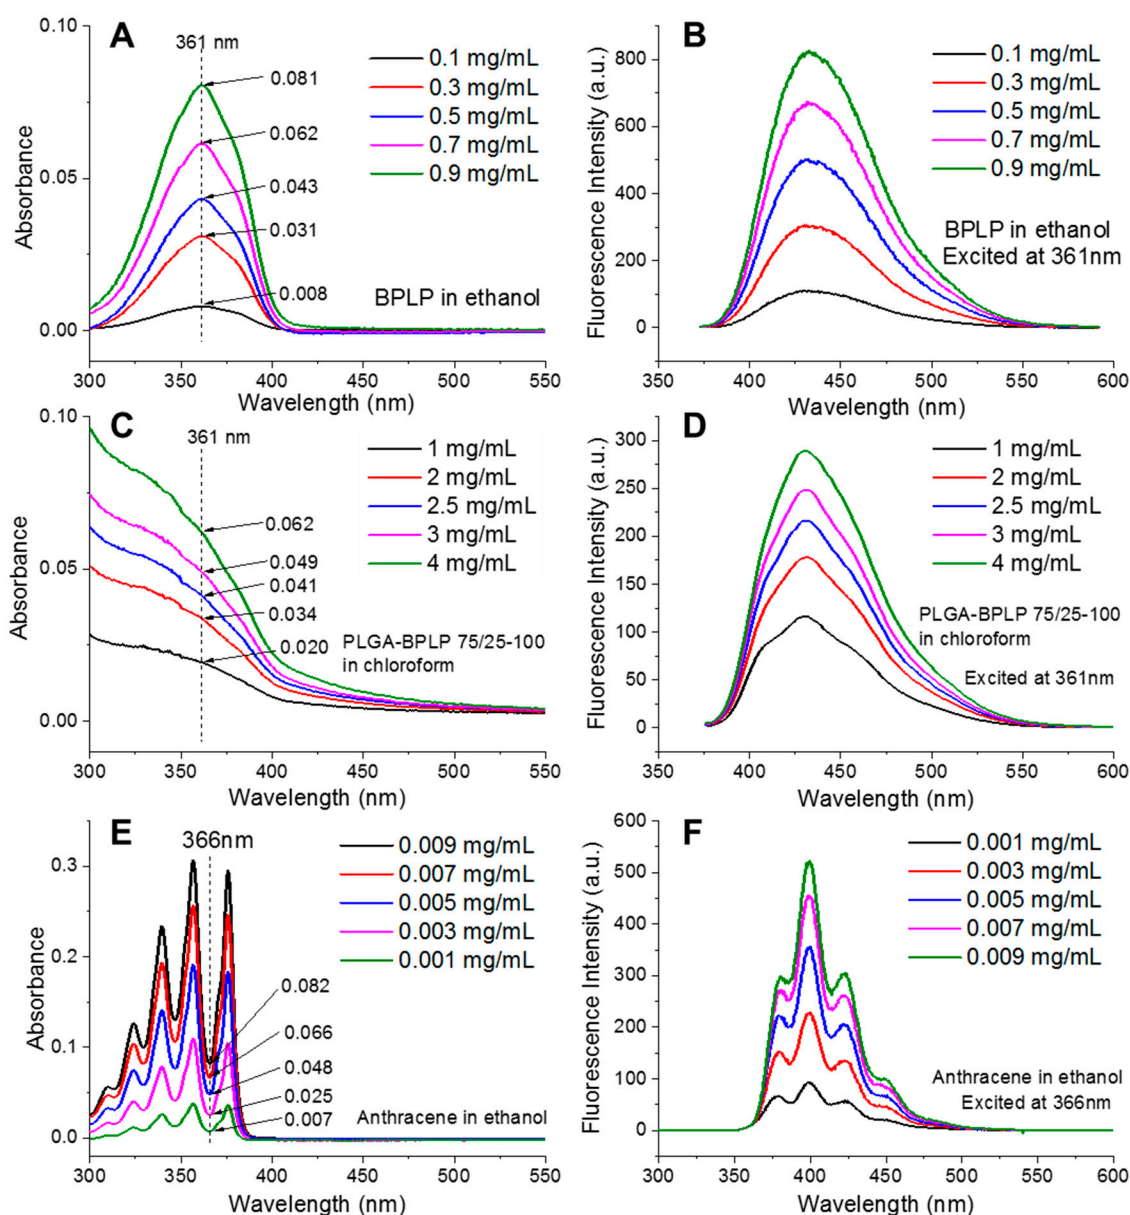 A
361 nm
0.1 mg/mL
0.3 mg/mL
0.5 mg/mL
0.7 mg/mL
0.9 mg/mL
0.081
0.062
0.043
0.031
0.008
BPLP in ethanol
Absorbance
0.10
0.05
0.00
300 350 400 450 500 550
Wavelength (nm)
B
0.1 mg/mL
0.3 mg/mL
0.5 mg/mL
0.7 mg/mL
0.9 mg/mL
BPLP in ethanol
Excited at 361nm
Fluorescence Intensity (a.u.)
800
600
400
200
0
350 400 450 500 550 600
Wavelength (nm)
C
361 nm
1 mg/mL
2 mg/mL
2.5 mg/mL
3 mg/mL
4 mg/mL
0.062
0.049
0.041
0.034
0.020
PLGA-BPLP 75/25-100
in chloroform
Absorbance
0.10
0.05
0.00
300 350 400 450 500 550
Wavelength (nm)
D
1 mg/mL
2 mg/mL
2.5 mg/mL
3 mg/mL
4 mg/mL
PLGA-BPLP 75/25-100
in chloroform
Excited at 361nm
Fluorescence Intensity (a.u.)
300
250
200
150
100
50
0
350 400 450 500 550 600
Wavelength (nm)
E
366nm
0.009 mg/mL
0.007 mg/mL
0.005 mg/mL
0.003 mg/mL
0.001 mg/mL
0.082
0.066
0.048
0.025
0.007
Anthracene in ethanol
Absorbance
0.3
0.2
0.1
0.0
300 350 400 450 500 550
Wavelength (nm)
F
0.001 mg/mL
0.003 mg/mL
0.005 mg/mL
0.007 mg/mL
0.009 mg/mL
Anthracene in ethanol
Excited at 366nm
Fluorescence Intensity (a.u.)
600
500
400
300
200
100
0
300 350 400 450 500 550 600
Wavelength (nm)